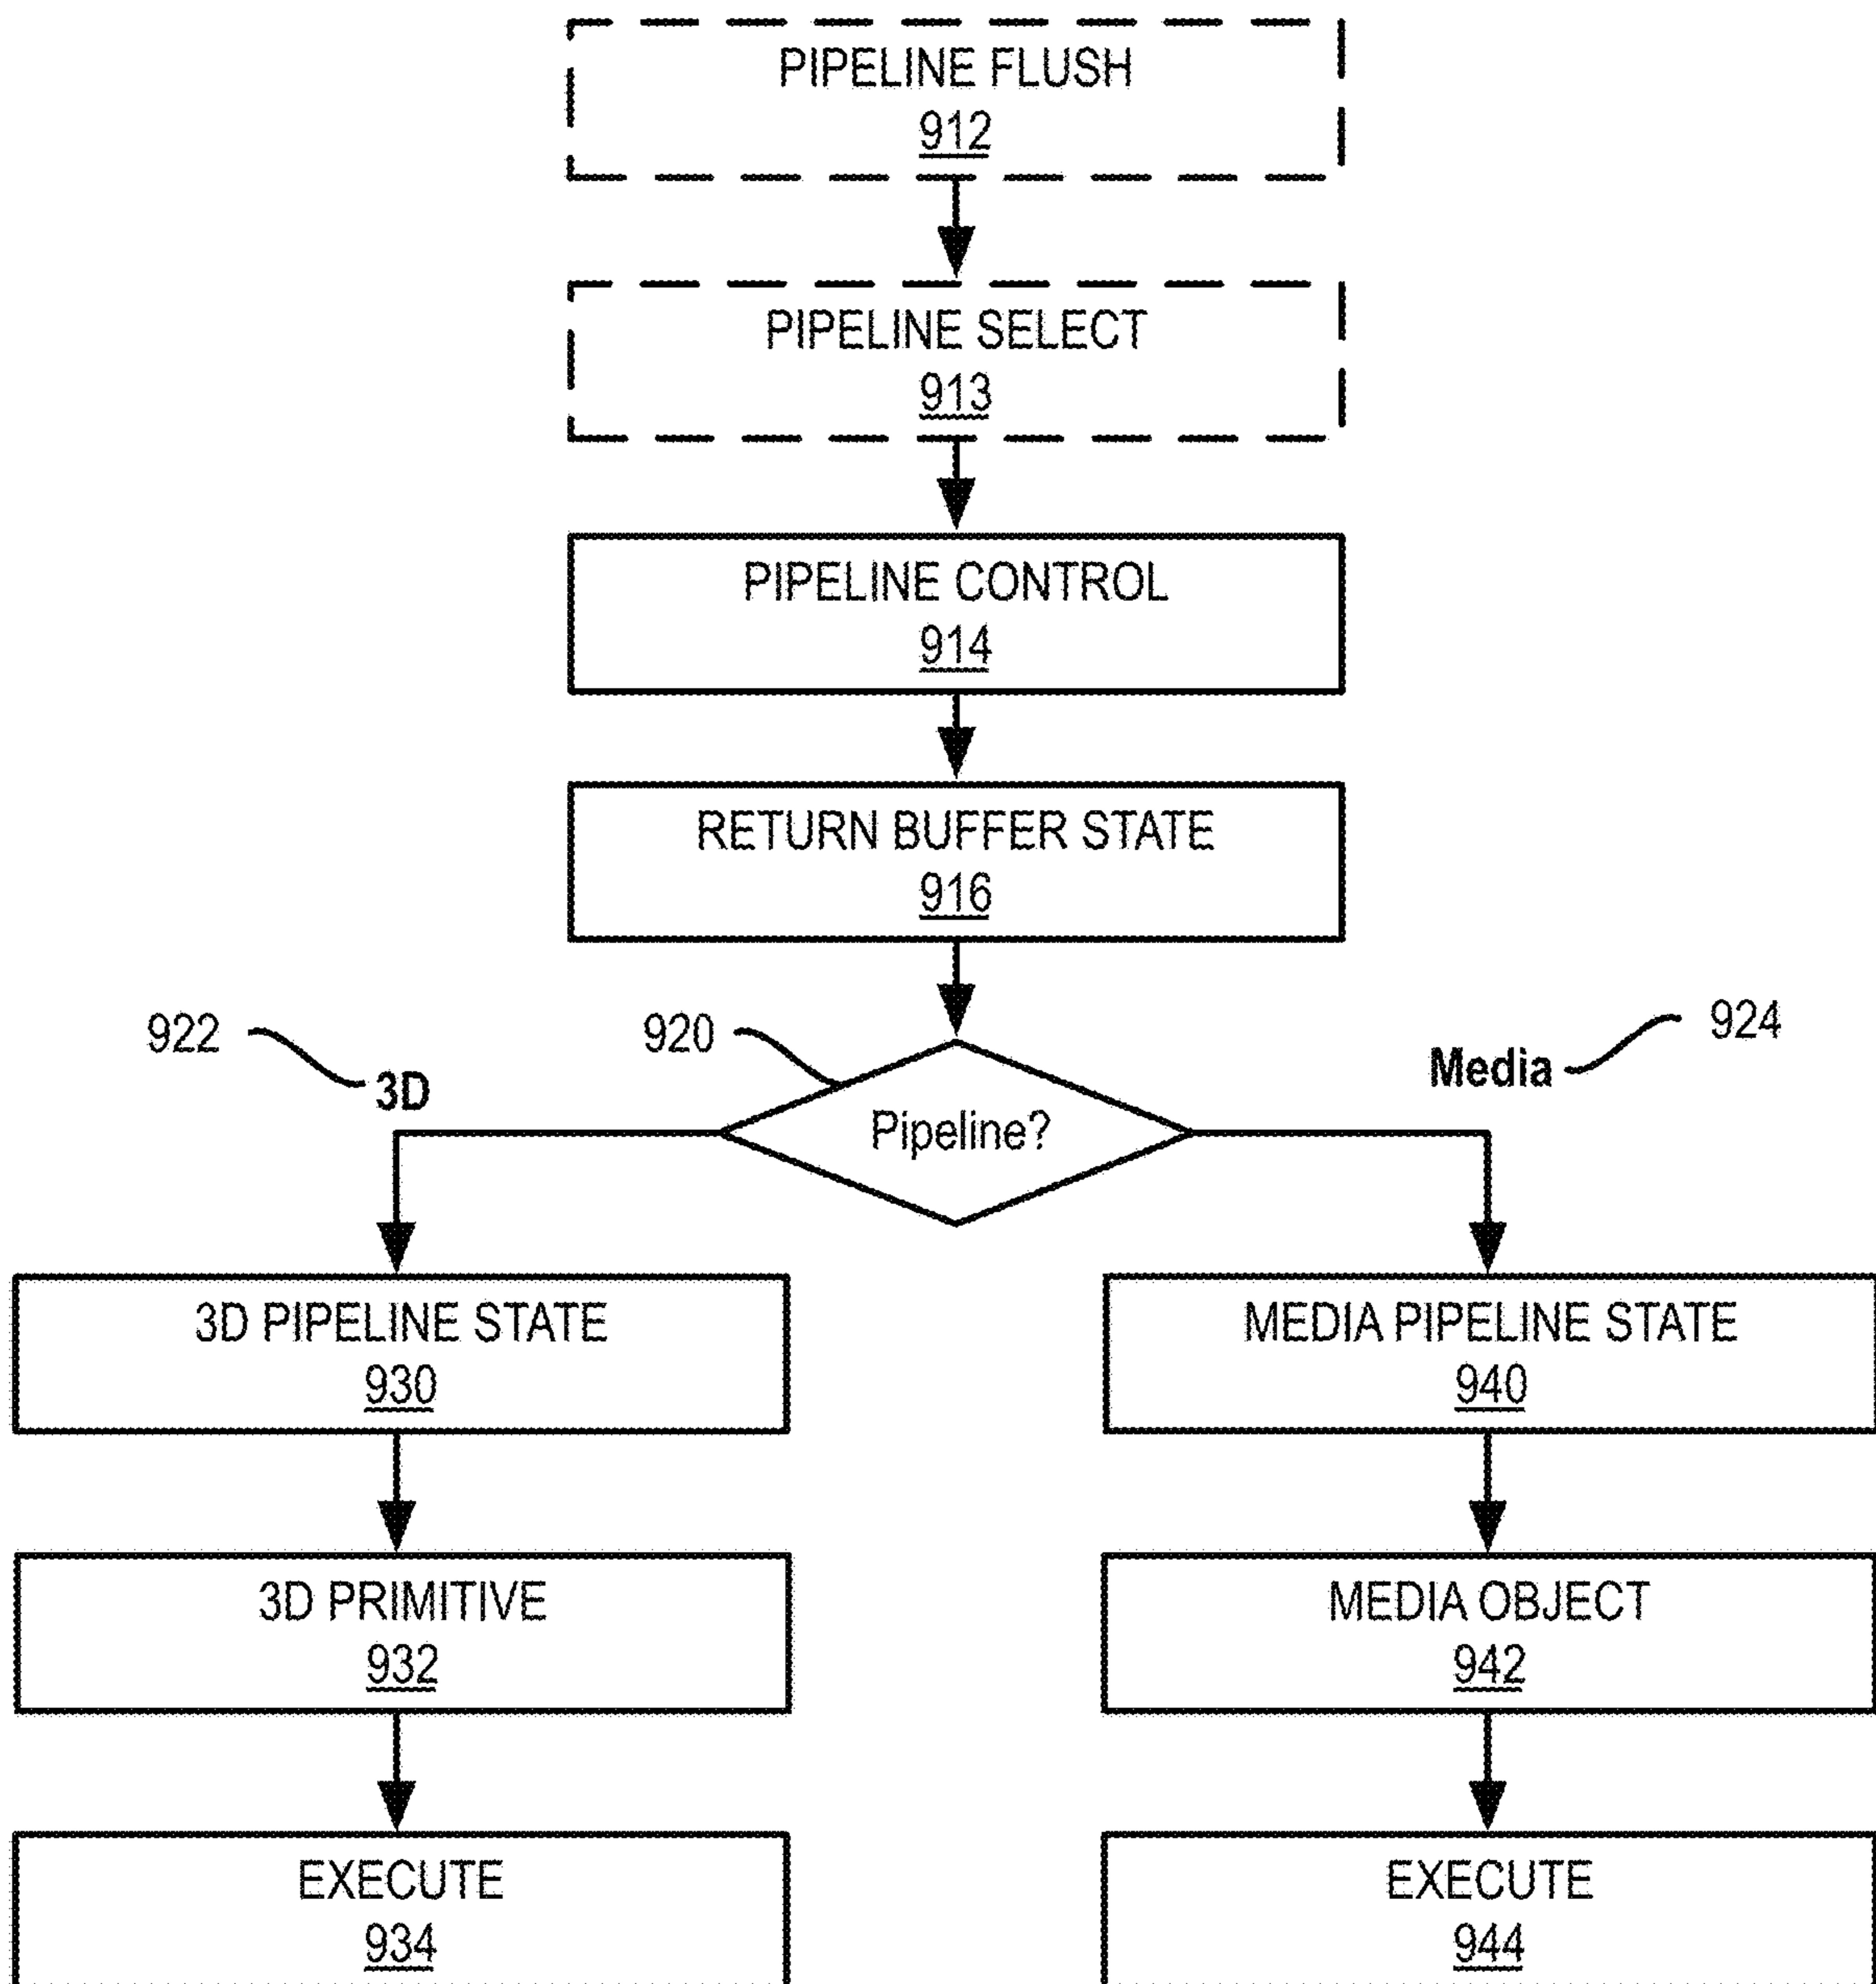 PIPELINE FLUSH
912
PIPELINE SELECT
913
PIPELINE CONTROL
914
RETURN BUFFER STATE
916
922
920
924
3D
Media
Pipeline?
3D PIPELINE STATE
930
MEDIA PIPELINE STATE
940
3D PRIMITIVE
932
MEDIA OBJECT
942
EXECUTE
934
EXECUTE
944